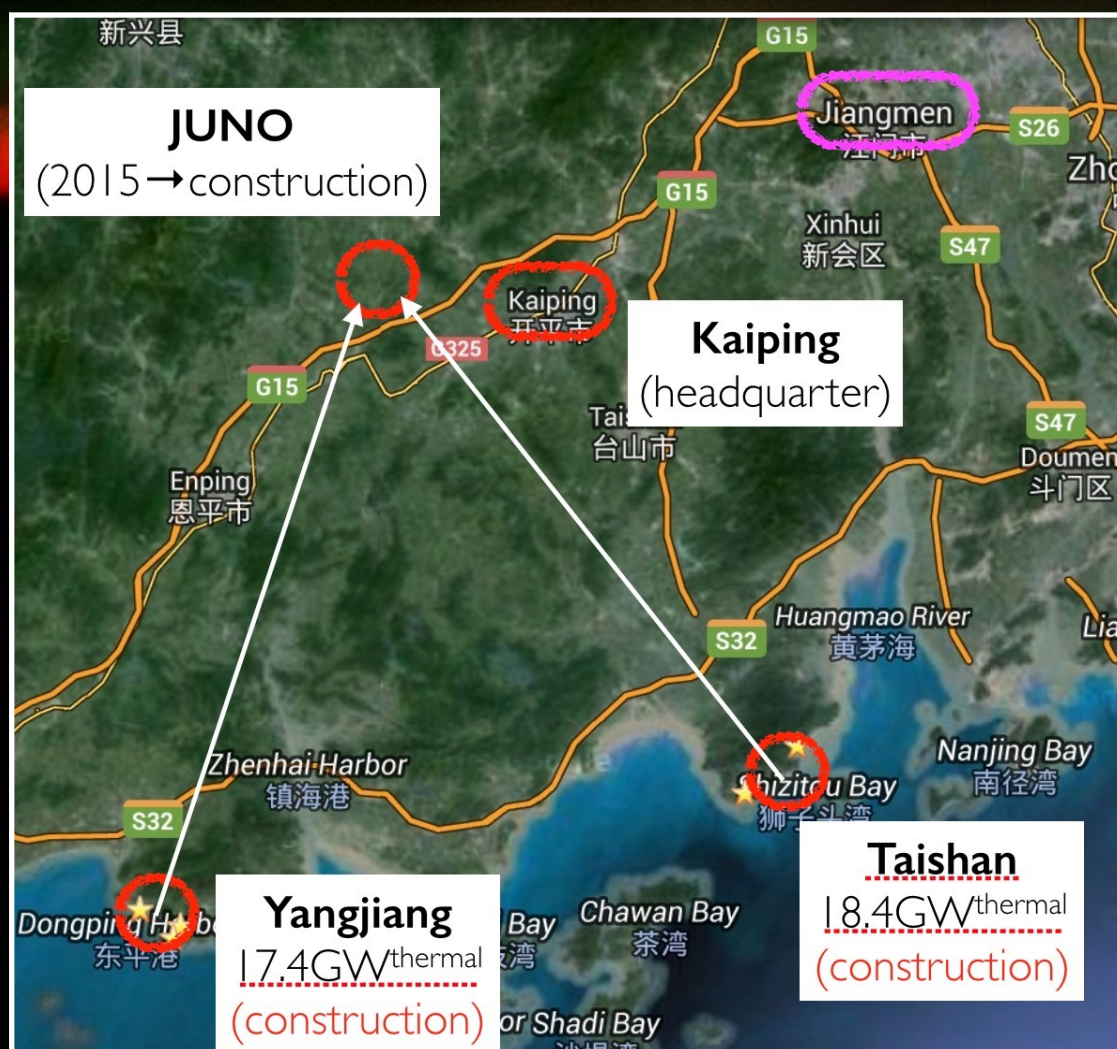 新兴县
G15
JUNO
(2015→construction)
Jiangmen
江门市
S26
G15
Xinhui
新会区
S47
Kaiping
开平市
G325
Kaiping
(headquarter)
G15
台山市
S47
Doumen
斗门区
Enping
恩平市
Huangmao River
黄茅海
S32
Zhenhai Harbor
镇海港
Nanjing Bay
南径湾
Shizitou Bay
狮子头湾
S32
Taishan
18.4GWthermal
(construction)
Dongping
东平港
Yangjiang
17.4GWthermal
(construction)
Bay
Chawan Bay
茶湾
Shadi Bay